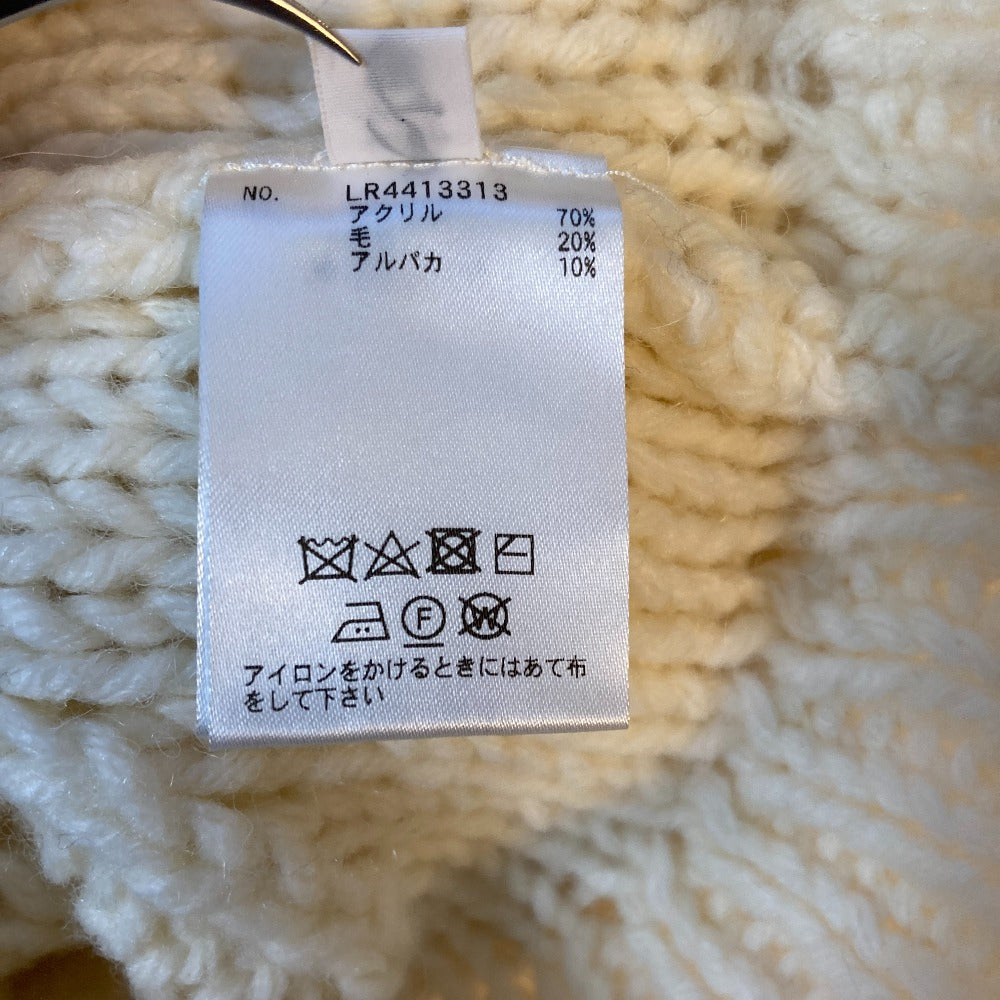 NO. LR4413313
アクリル 70%
毛 20%
アルパカ 10%
F W
アイロンをかけるときにはあて布
をして下さい